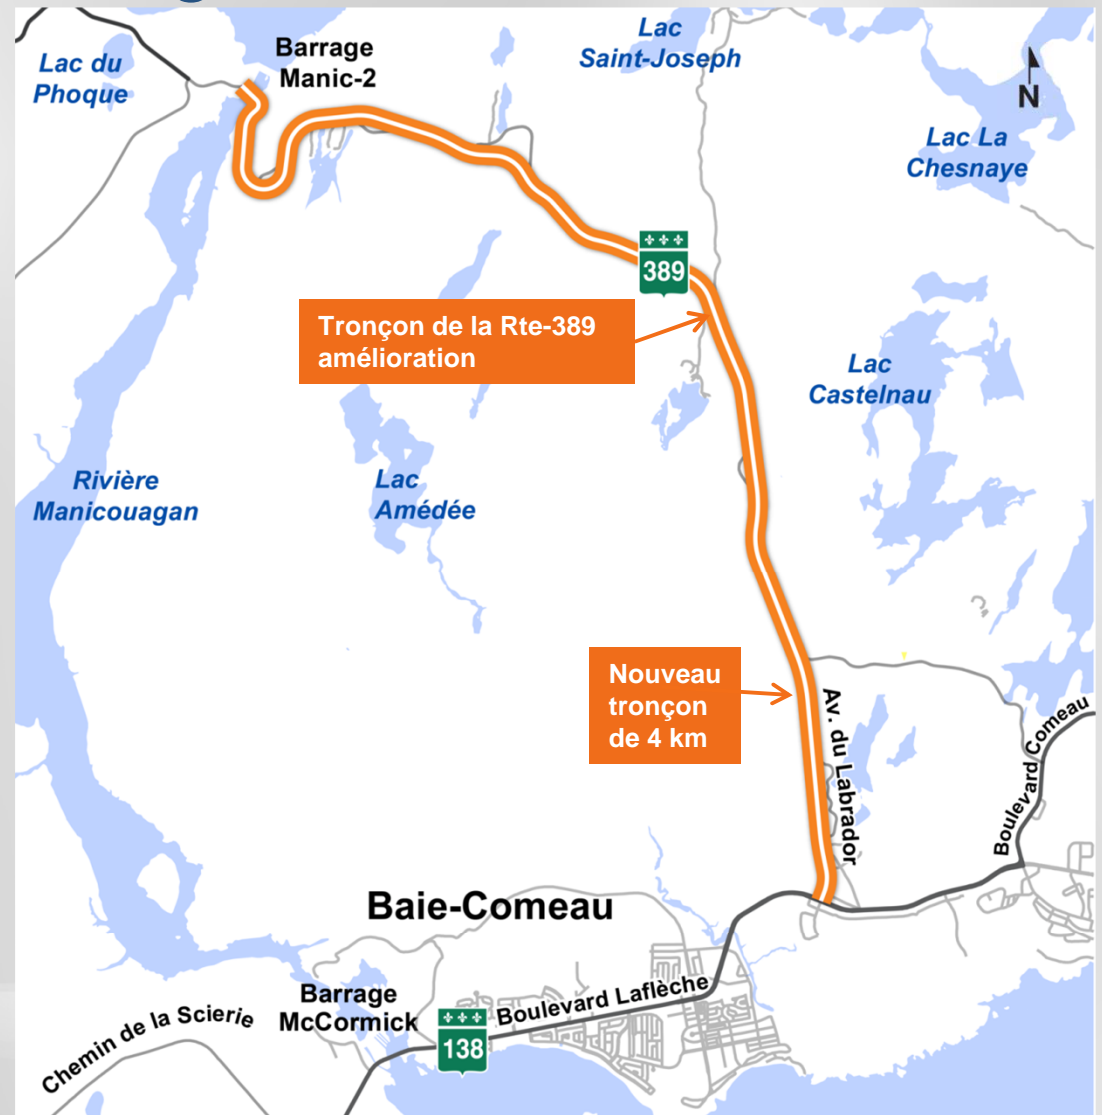 Lac
Saint-Joseph
Barrage
Manic-2
Lac du
Phoque
N
Lac La
Chesnaye
389
Tronçon de la Rte-389
amélioration
Lac
Castelnau
Rivière
Manicouagan
Lac
Amédée
Nouveau
tronçon
de 4 km
Av. du Labrador
Boulevard Comeau
Baie-Comeau
Barrage
McCormick
Boulevard Laflèche
138
Chemin de la Scierie